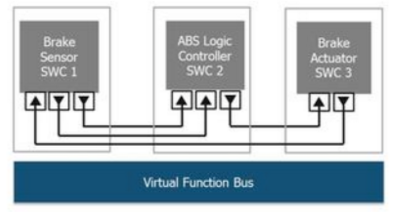 Brake
Sensor
SWC 1
ABS Logic
Controller
SWC 2
Brake
Actuator
SWC 3
Virtual Function Bus